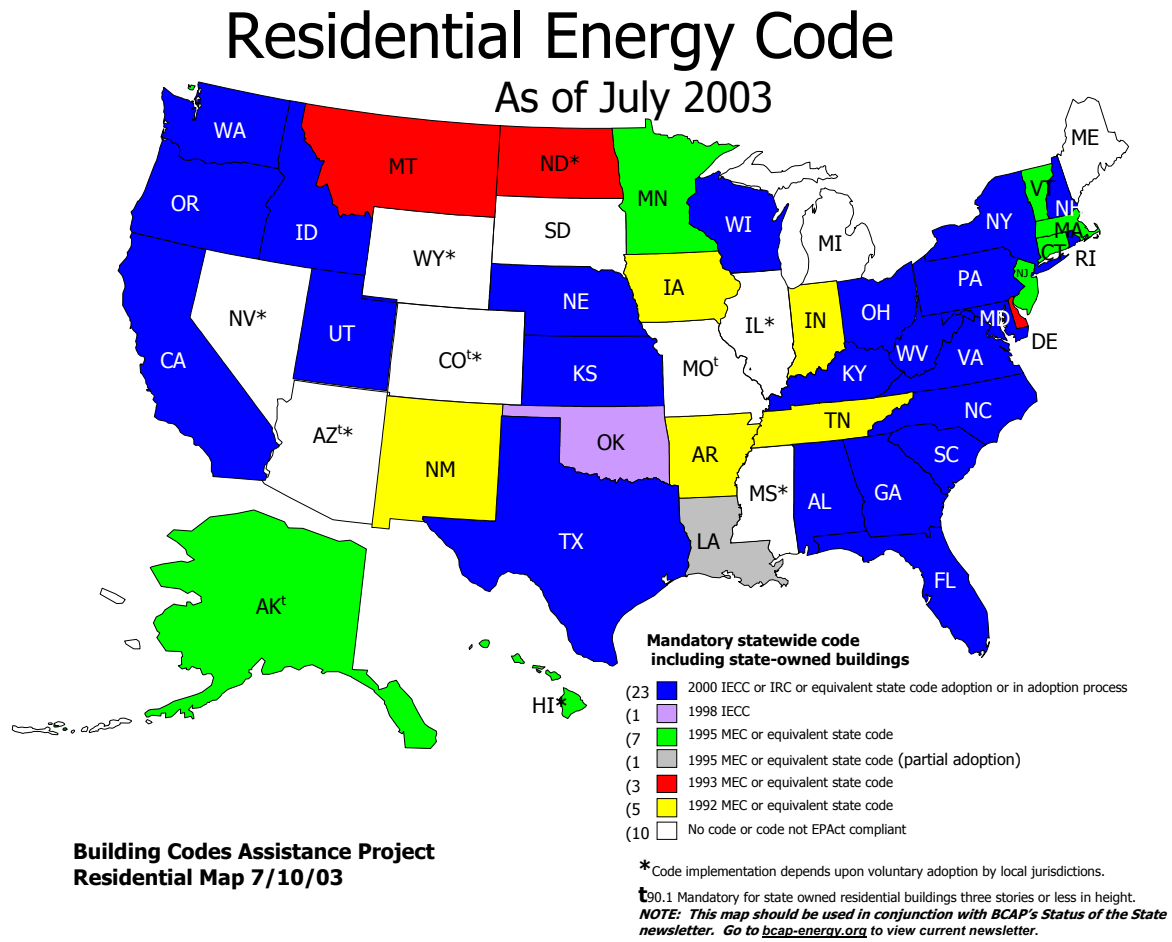 Residential Energy Code
As of July 2003
WA
MT
ND*
MN
ME
OR
ID
SD
WI
MI
NY
VT
NH
MA
CT
RI
WY*
NE
IA
PA
NJ
NV*
UT
IL*
IN
OH
MD
DE
CA
COᵗ*
KS
MOᵗ
KY
WV
VA
AZᵗ*
NM
OK
AR
TN
NC
SC
MS*
AL
GA
TX
LA
FL
AKᵗ
HI*
Mandatory statewide code
including state-owned buildings
(23 2000 IECC or IRC or equivalent state code adoption or in adoption process
(1 1998 IECC
(7 1995 MEC or equivalent state code
(1 1995 MEC or equivalent state code (partial adoption)
(3 1993 MEC or equivalent state code
(5 1992 MEC or equivalent state code
(10 No code or code not EPAct compliant
Building Codes Assistance Project
Residential Map 7/10/03
*Code implementation depends upon voluntary adoption by local jurisdictions.
t90.1 Mandatory for state owned residential buildings three stories or less in height.
NOTE: This map should be used in conjunction with BCAP's Status of the State
newsletter. Go to bcap-energy.org to view current newsletter.